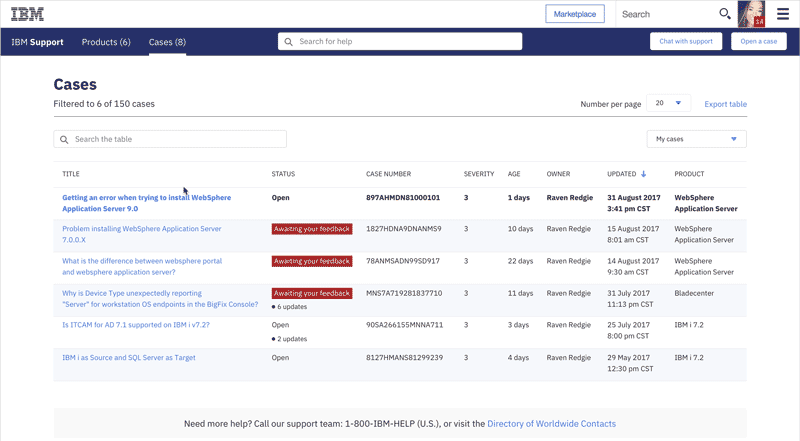 IBM
Marketplace
Search
14
IBM Support
Products (6)
Cases (8)
Search for help
Chat with support
Open a case
Cases
Filtered to 6 of 150 cases
Number per page
20
Export table
Search the table
My cases
TITLE STATUS CASE NUMBER SEVERITY AGE OWNER UPDATED PRODUCT
Getting an error when trying to install WebSphere Open 897AHMDN81000101 3 1 days Raven Redgie 31 August 2017 WebSphere
Application Server 9.0 3:41 pm CST Application Server
Problem installing WebSphere Application Server Awaiting your feedback 1827HDNA9DNANMS9 3 10 days Raven Redgie 15 August 2017 WebSphere
7.0.0.X 8:01 am CST Application Server
What is the difference between websphere portal Awaiting your feedback 78ANMSADN99SD917 3 22 days Raven Redgie 14 August 2017 WebSphere
and websphere application server? 9:30 am CST Application Server
Why is Device Type unexpectedly reporting Awaiting your feedback MNS7A719281837710 3 11 days Raven Redgie 31 July 2017 Bladecenter
"Server" for workstation OS endpoints in the BigFix Console? • 6 updates 11:13 pm CST
Is ITCAM for AD 7.1 supported on IBM i v7.2? Open 90SA266155MNNA711 3 3 days Raven Redgie 25 July 2017 IBM i 7.2
• 2 updates 8:00 pm CST
IBM i as Source and SQL Server as Target Open 8127HMANS81299239 3 4 days Raven Redgie 29 May 2017 IBM i 7.2
12:30 pm CST
Need more help? Call our support team: 1-800-IBM-HELP (U.S.), or visit the Directory of Worldwide Contacts